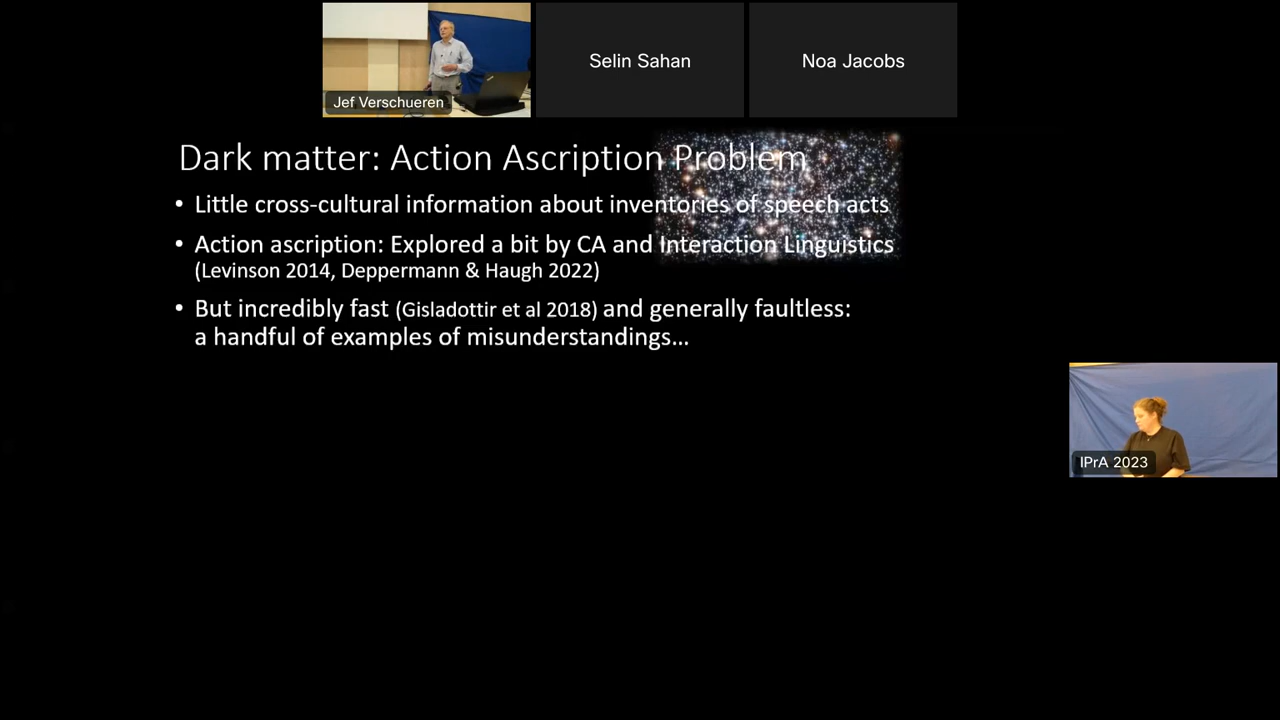 Jef Verschueren
Selin Sahan
Noa Jacobs
Dark matter: Action Ascription Problem
• Little cross-cultural information about inventories of speech acts
• Action ascription: Explored a bit by CA and Interaction Linguistics
(Levinson 2014, Deppermann & Haugh 2022)
• But incredibly fast (Gisladottir et al 2018) and generally faultless:
a handful of examples of misunderstandings…
IPrA 2023